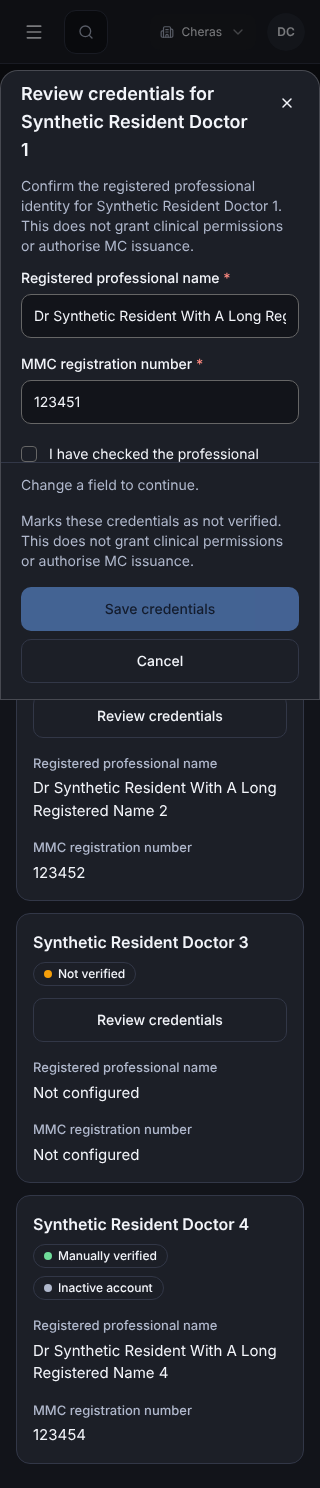 Cheras
DC
Review credentials for
Synthetic Resident Doctor
1
Confirm the registered professional
identity for Synthetic Resident Doctor 1.
This does not grant clinical permissions
or authorise MC issuance.
Registered professional name *
Dr Synthetic Resident With A Long Reg
MMC registration number *
123451
I have checked the professional
Change a field to continue.
Marks these credentials as not verified.
This does not grant clinical permissions
or authorise MC issuance.
Save credentials
Cancel
Review credentials
Registered professional name
Dr Synthetic Resident With A Long
Registered Name 2
MMC registration number
123452
Synthetic Resident Doctor 3
Not verified
Review credentials
Registered professional name
Not configured
MMC registration number
Not configured
Synthetic Resident Doctor 4
Manually verified
Inactive account
Registered professional name
Dr Synthetic Resident With A Long
Registered Name 4
MMC registration number
123454